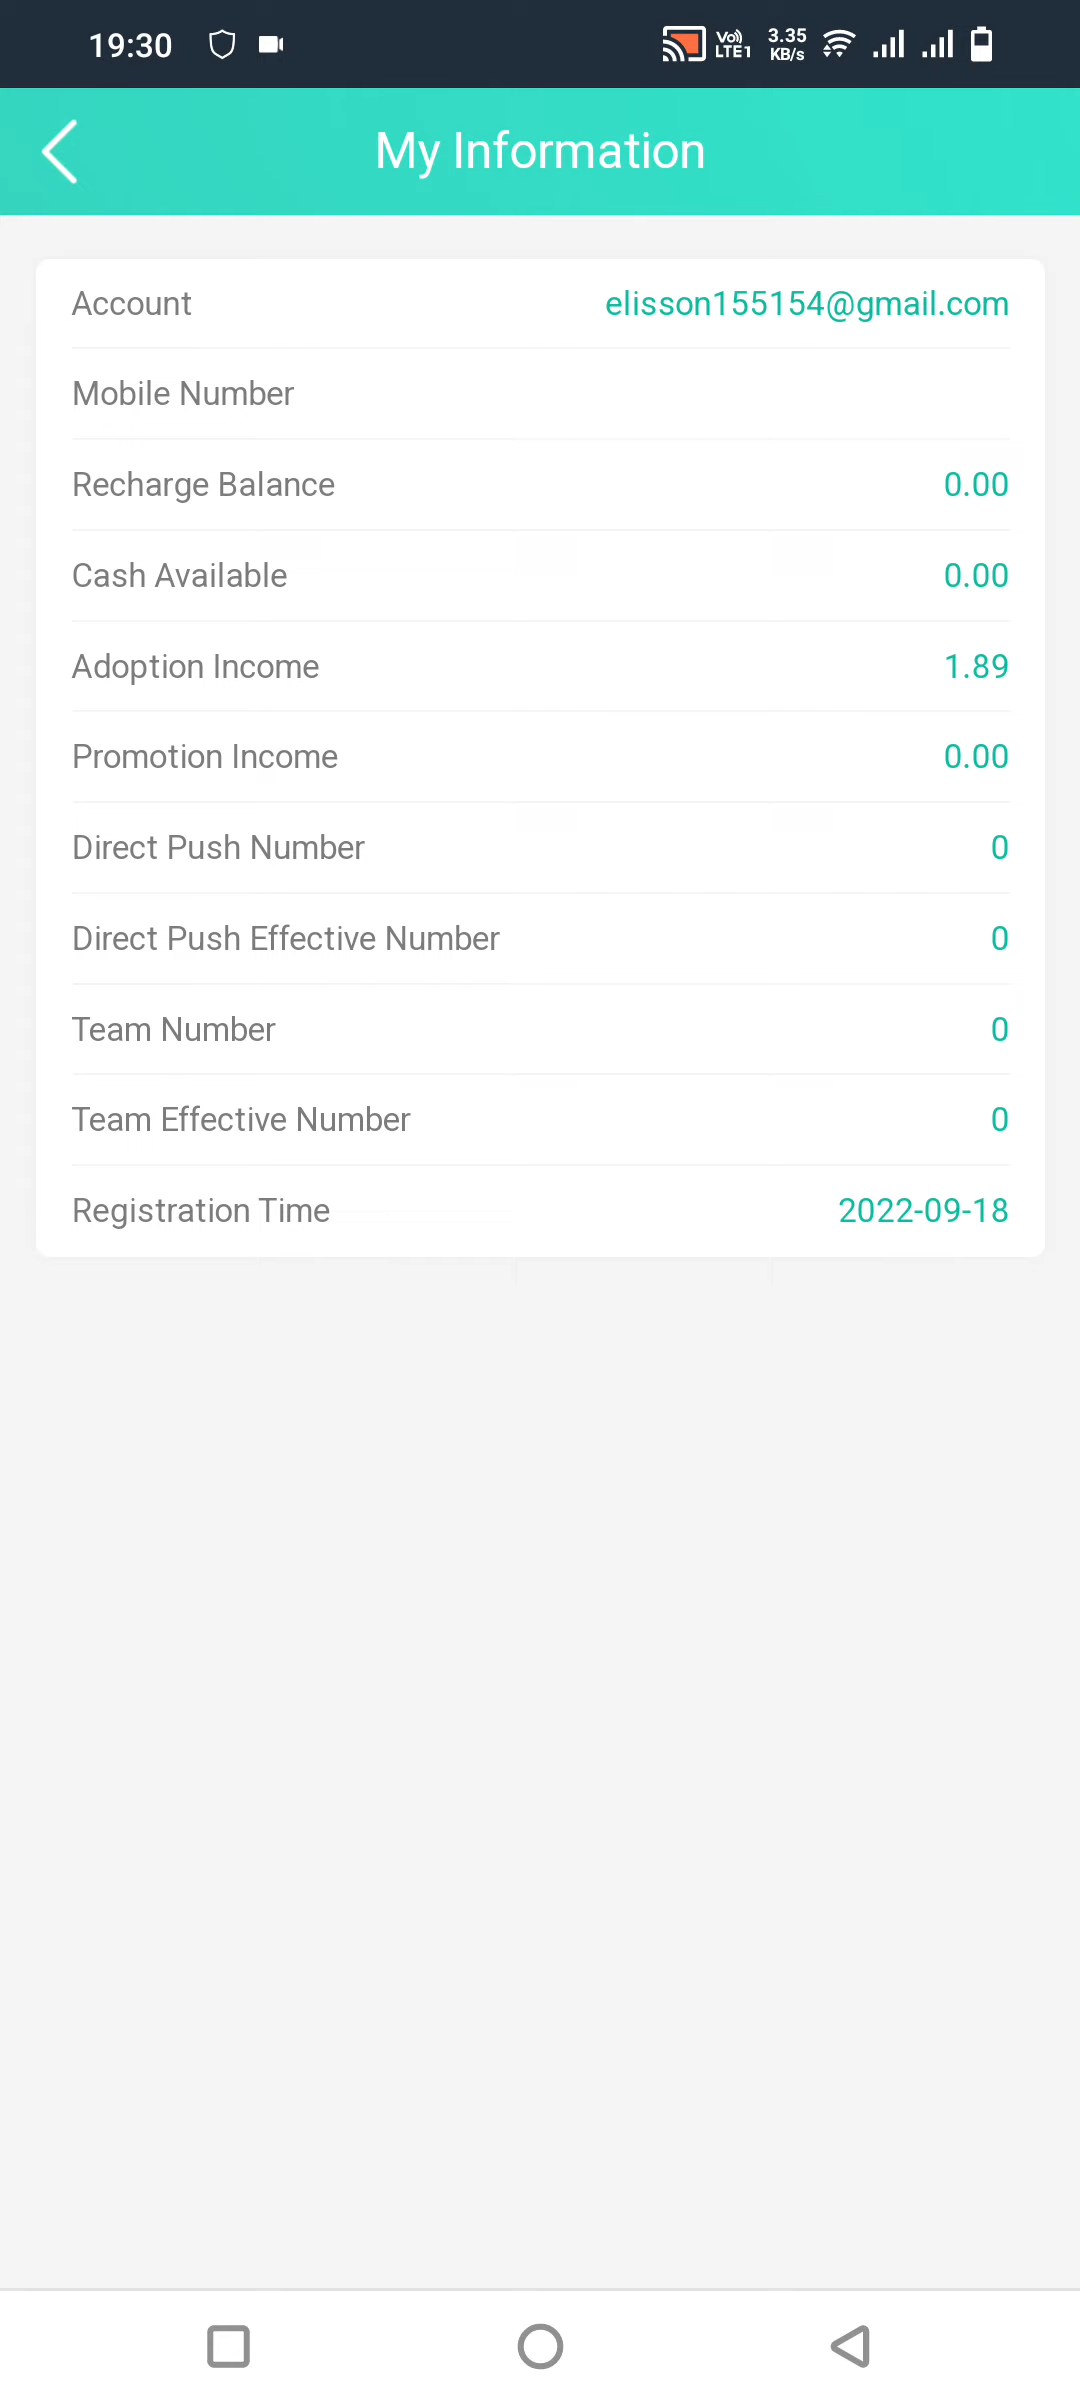 19:30
Vo)) LTE1
3.35 KB/s
My Information
Account elisson155154@gmail.com
Mobile Number
Recharge Balance 0.00
Cash Available 0.00
Adoption Income 1.89
Promotion Income 0.00
Direct Push Number 0
Direct Push Effective Number 0
Team Number 0
Team Effective Number 0
Registration Time 2022-09-18